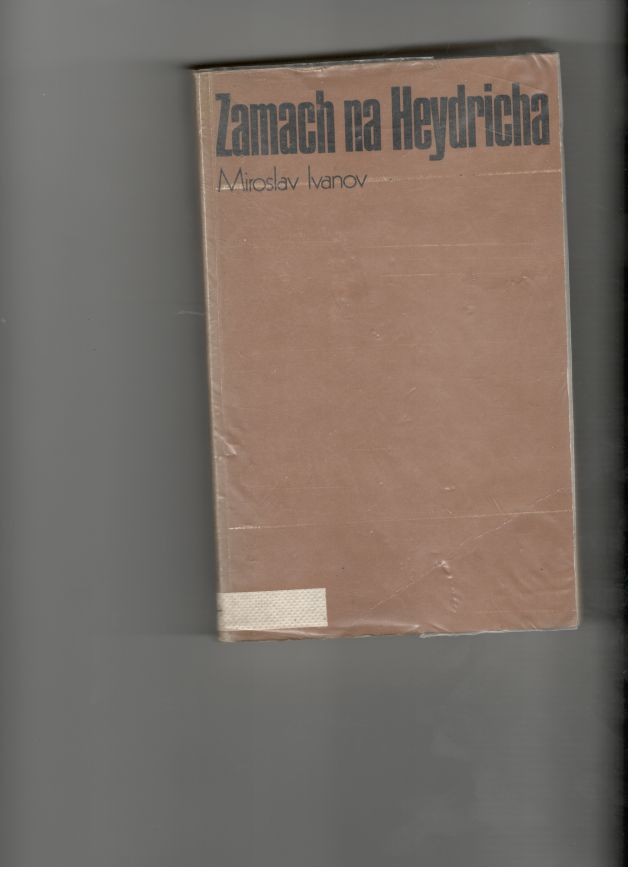 Zamach na Heydricha
Miroslav Ivanov